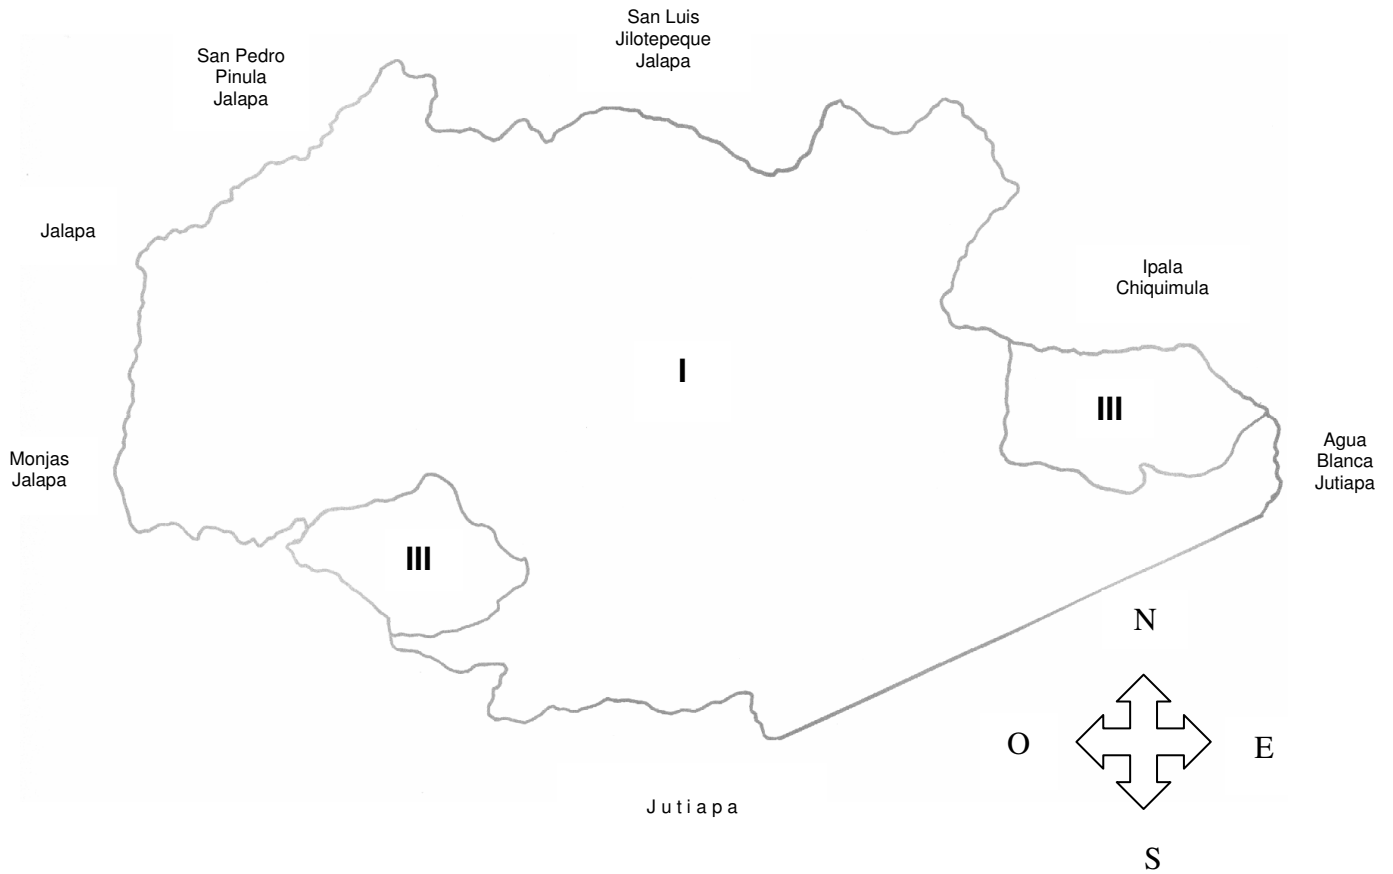 San Luis
Jilotepeque
Jalapa
San Pedro
Pinula
Jalapa
Jalapa
Ipala
Chiquimula
I
III
Monjas
Jalapa
Agua
Blanca
Jutiapa
III
N
O
E
Jutiapa
S